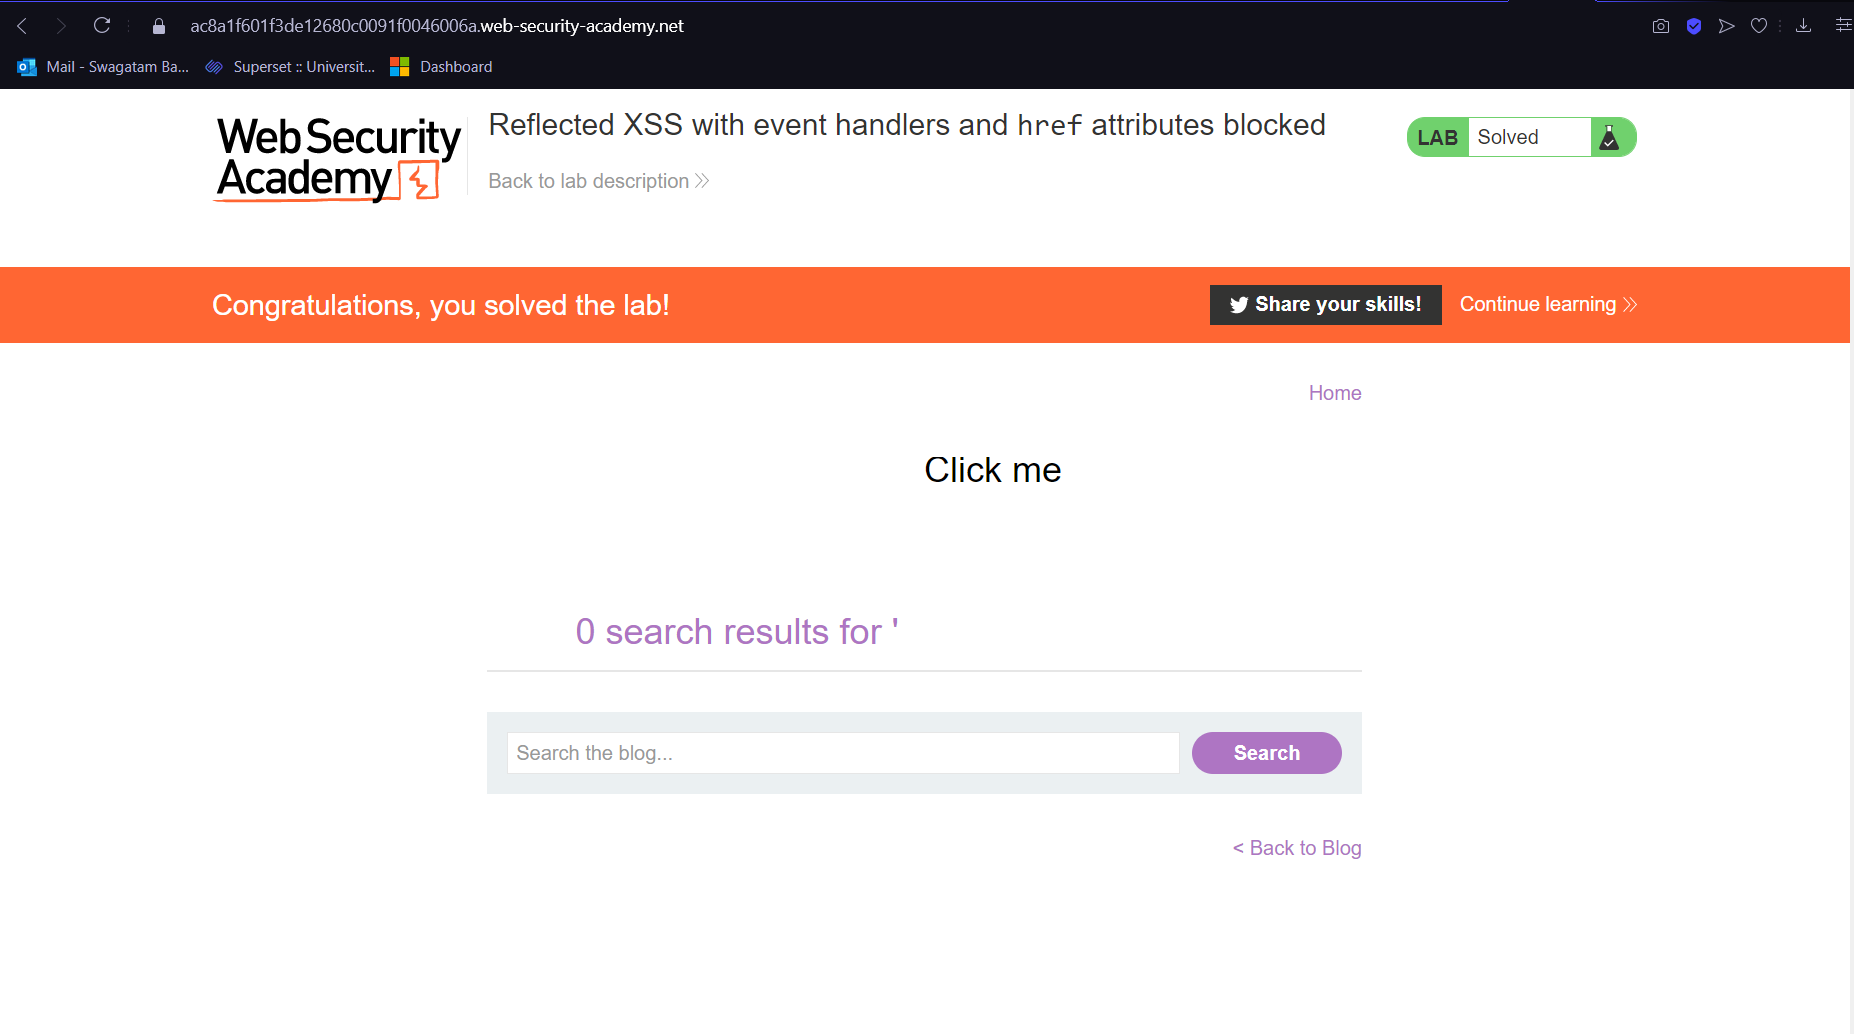 ac8a1f601f3de12680c0091f0046006a.web-security-academy.net
Mail - Swagatam Ba... Superset :: Universit... Dashboard
Web Security
Academy
Reflected XSS with event handlers and href attributes blocked
Back to lab description
LAB Solved
Congratulations, you solved the lab!
Share your skills! Continue learning
Home
Click me
0 search results for '
Search the blog... Search
< Back to Blog